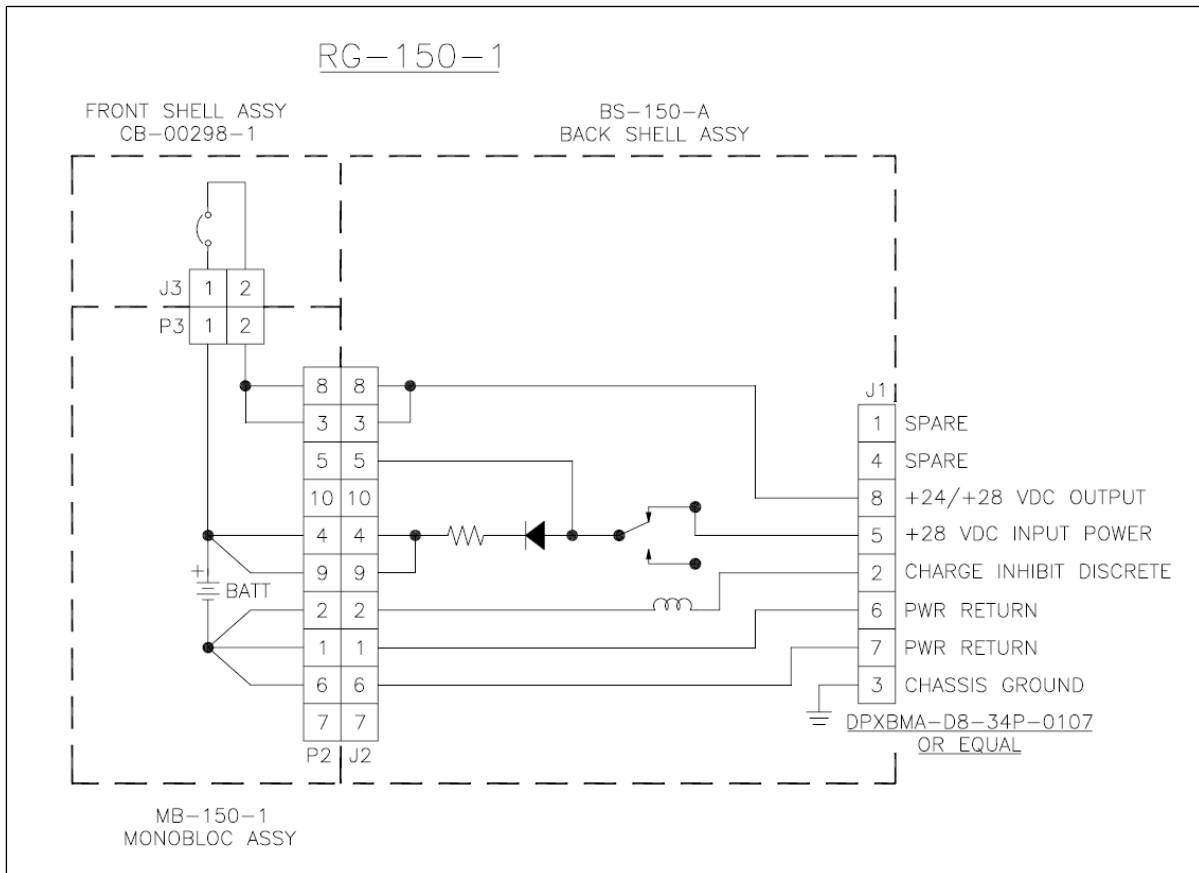 RG-150-1
FRONT SHELL ASSY
CB-00298-1
BS-150-A
BACK SHELL ASSY
J3 1 2
P3 1 2
8 8
3 3
5 5
10 10
4 4
9 9
2 2
1 1
6 6
7 7
P2 J2
+
BATT
J1
1 SPARE
4 SPARE
8 +24/+28 VDC OUTPUT
5 +28 VDC INPUT POWER
2 CHARGE INHIBIT DISCRETE
6 PWR RETURN
7 PWR RETURN
3 CHASSIS GROUND
DPXBMA-D8-34P-0107
OR EQUAL
MB-150-1
MONOBLOC ASSY